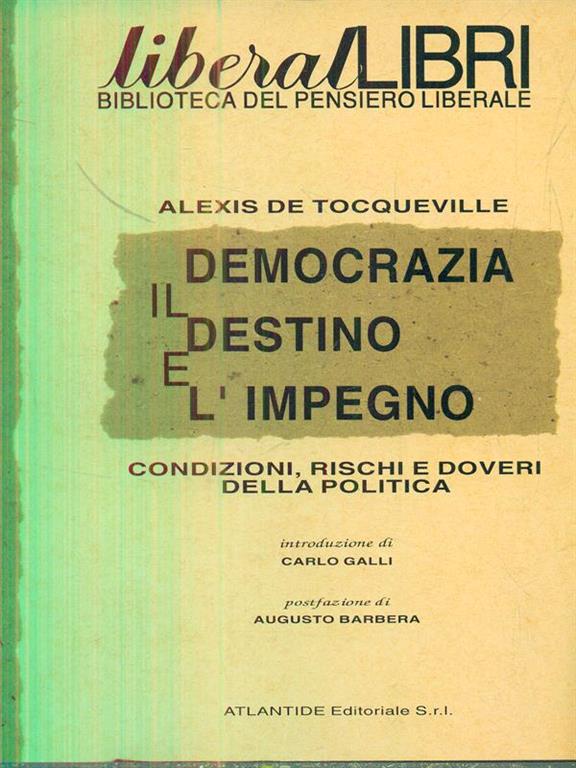 liberalLIBRI
BIBLIOTECA DEL PENSIERO LIBERALE
ALEXIS DE TOCQUEVILLE
DEMOCRAZIA
IL
DESTINO
E
L' IMPEGNO
CONDIZIONI, RISCHI E DOVERI
DELLA POLITICA
introduzione di
CARLO GALLI
postfazione di
AUGUSTO BARBERA
ATLANTIDE Editoriale S.r.l.